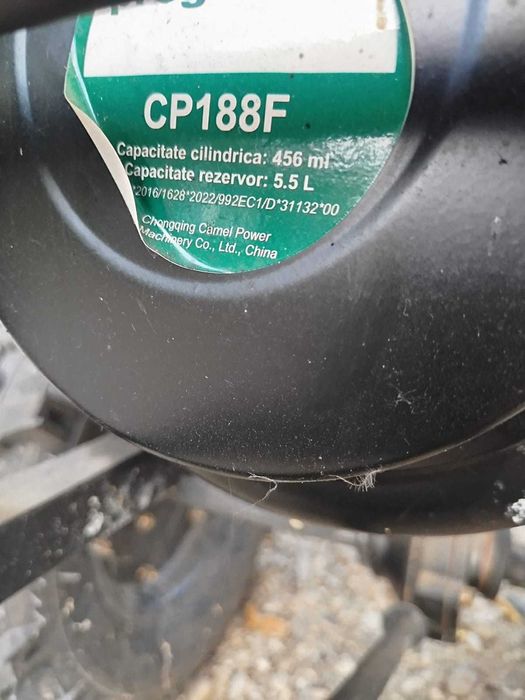 CP188F
Capacitate cilindrica: 456 ml
Capacitate rezervor: 5.5 L
*2016/1628*2022/992EC1/D*31132*00
Chongqing Camel Power
Machinery Co., Ltd., China